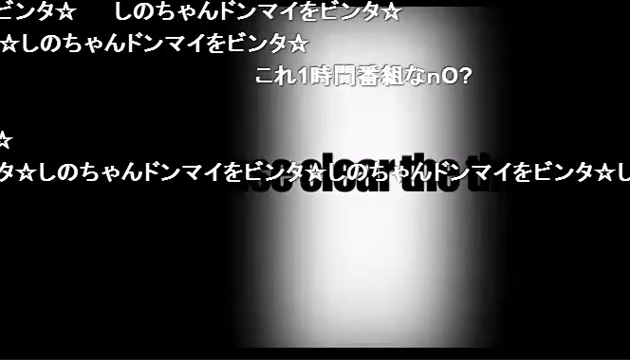 ビンタ☆ しのちゃんドンマイをビンタ☆
☆しのちゃんドンマイをビンタ☆
これ1時間番組なnO?
☆
タ☆しのちゃんドンマイをビンタ☆しのちゃんドンマイをビンタ☆し
clear the